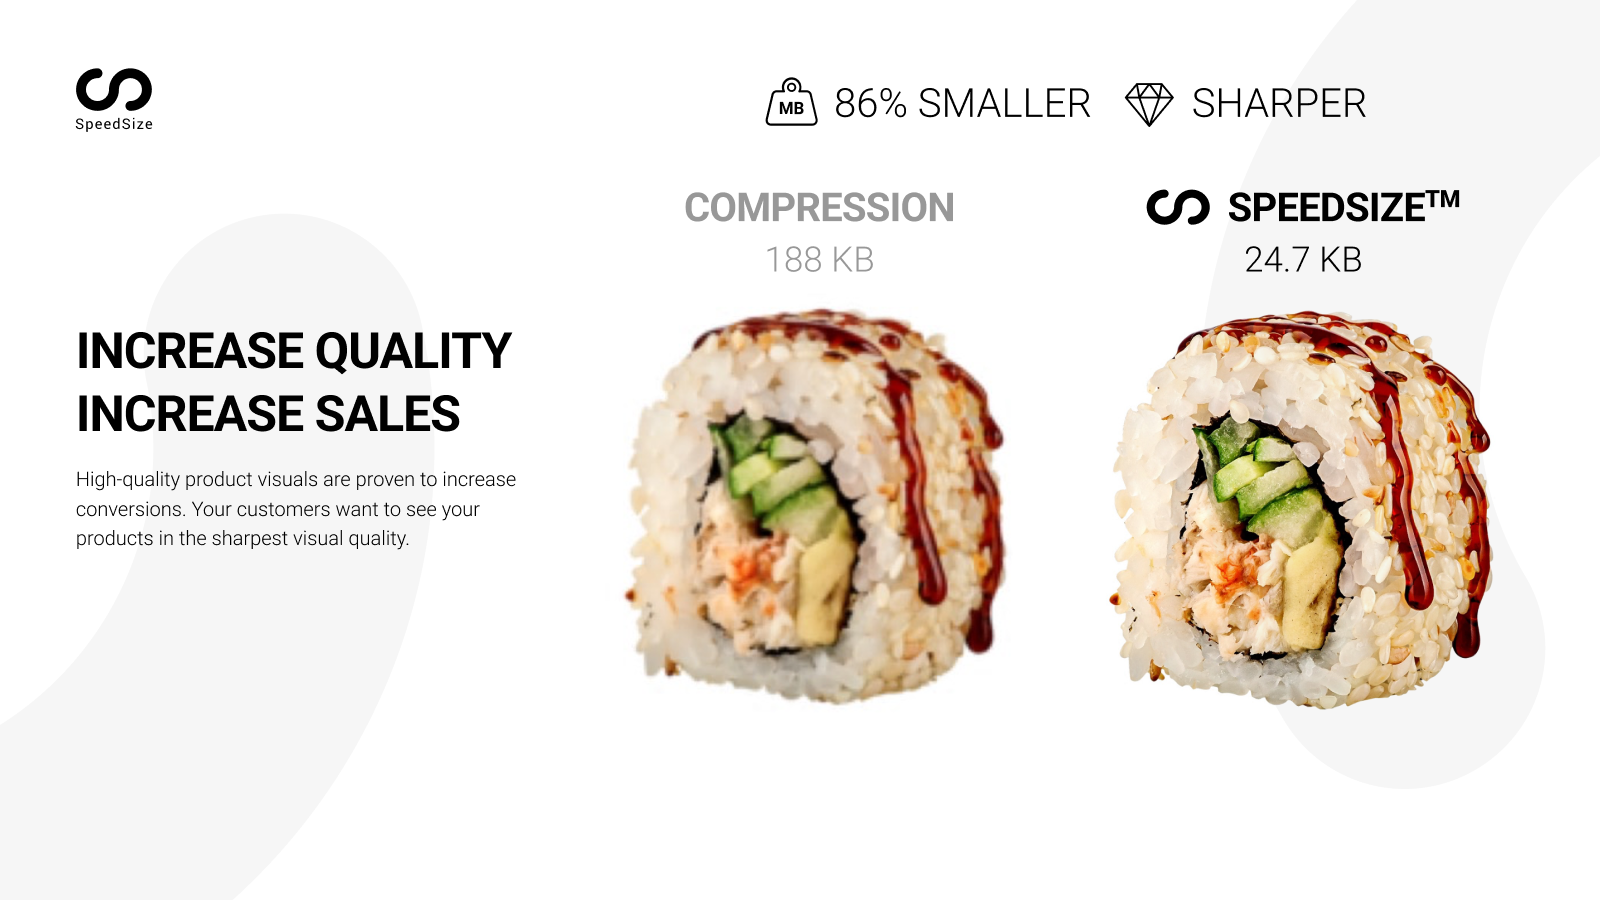 SpeedSize
MB 86% SMALLER SHARPER
COMPRESSION
188 KB
SPEEDSIZE™
24.7 KB
INCREASE QUALITY
INCREASE SALES
High-quality product visuals are proven to increase
conversions. Your customers want to see your
products in the sharpest visual quality.